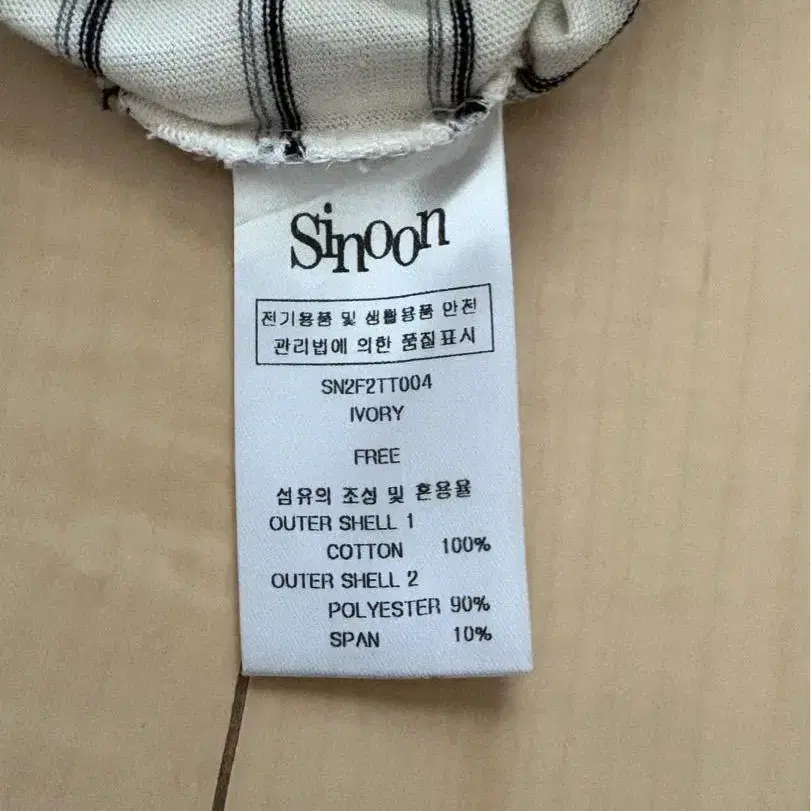 Sinoon
전기용품 및 생활용품 안전
관리법에 의한 품질표시
SN2F2TT004
IVORY
FREE
섬유의 조성 및 혼용율
OUTER SHELL 1
COTTON 100%
OUTER SHELL 2
POLYESTER 90%
SPAN 10%